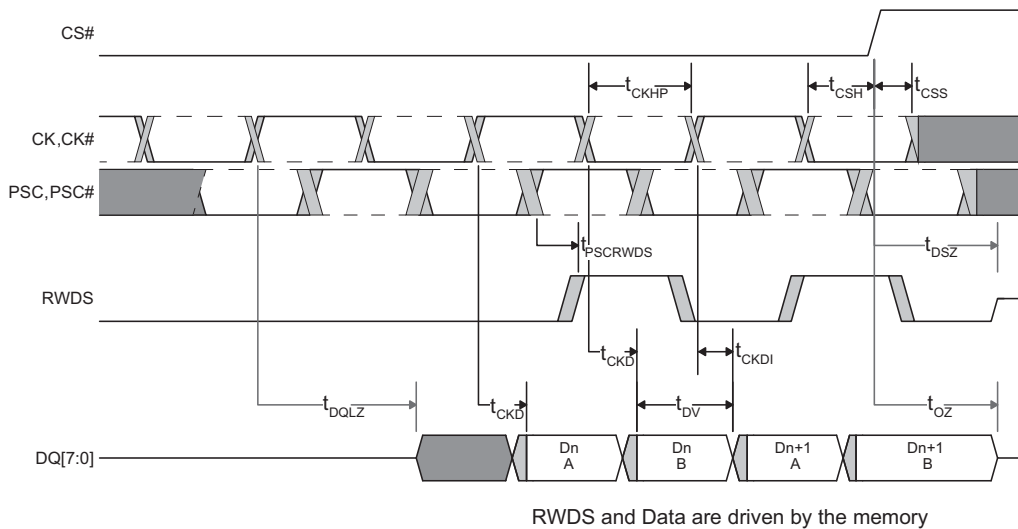 CS#
tCKHP
tCSH
tCSS
CK,CK#
PSC,PSC#
tPSCRWDS
tDSZ
RWDS
tCKD
tCKDI
tDQLZ
tCKD
tDV
tOZ
DQ[7:0]
Dn
A
Dn
B
Dn+1
A
Dn+1
B
RWDS and Data are driven by the memory